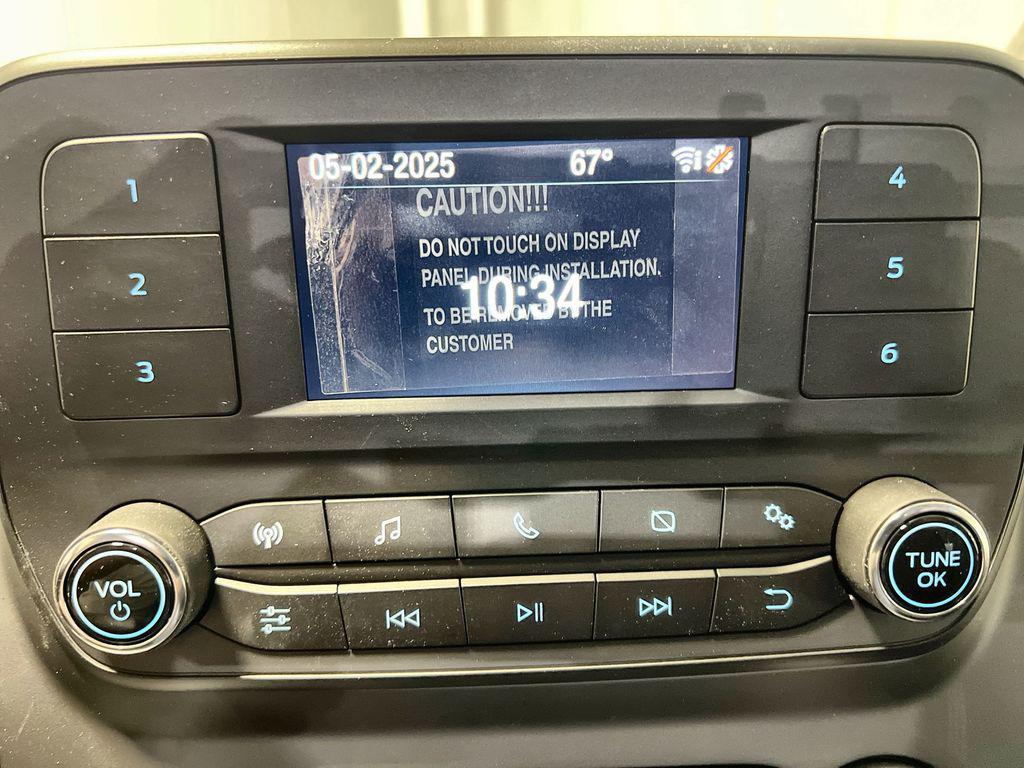 05-02-2025 67°
CAUTION!!!
DO NOT TOUCH ON DISPLAY
PANEL DURING INSTALLATION.
10:34
TO BE REMOVED BY THE
CUSTOMER
1
2
3
4
5
6
VOL
TUNE
OK